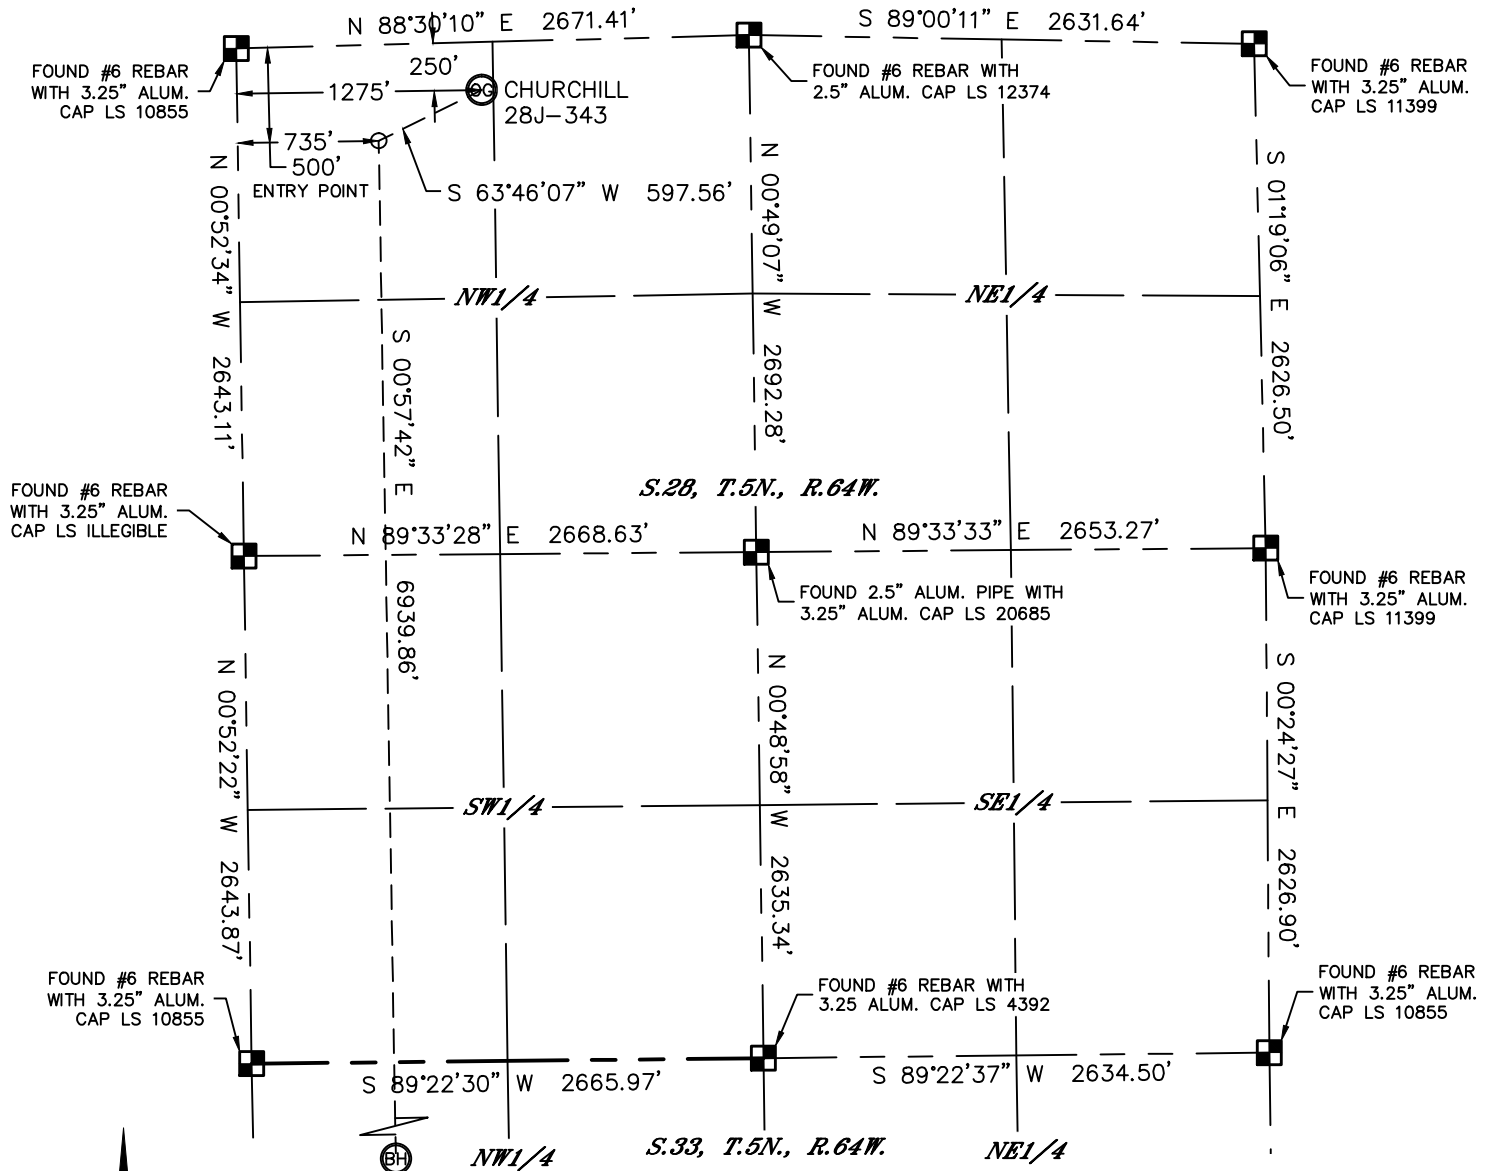 N 88°30'10" E 2671.41'
S 89°00'11" E 2631.64'
FOUND #6 REBAR
WITH 3.25" ALUM.
CAP LS 10855
250'
1275'
OG
CHURCHILL
28J-343
FOUND #6 REBAR WITH
2.5" ALUM. CAP LS 12374
FOUND #6 REBAR
WITH 3.25" ALUM.
CAP LS 11399
735'
500'
ENTRY POINT
S 63°46'07" W 597.56'
N 00°52'34" W 2643.11'
N 00°49'07" W 2692.28'
S 01°19'06" E 2626.50'
NW1/4
NE1/4
S 00°57'42" E 6939.86'
S.28, T.5N., R.64W.
FOUND #6 REBAR
WITH 3.25" ALUM.
CAP LS ILLEGIBLE
N 89°33'28" E 2668.63'
N 89°33'33" E 2653.27'
FOUND 2.5" ALUM. PIPE WITH
3.25" ALUM. CAP LS 20685
FOUND #6 REBAR
WITH 3.25" ALUM.
CAP LS 11399
N 00°52'22" W 2643.87'
N 00°48'58" W 2635.34'
S 00°24'27" E 2626.90'
SW1/4
SE1/4
FOUND #6 REBAR
WITH 3.25" ALUM.
CAP LS 10855
FOUND #6 REBAR WITH
3.25 ALUM. CAP LS 4392
FOUND #6 REBAR
WITH 3.25" ALUM.
CAP LS 10855
S 89°22'30" W 2665.97'
S 89°22'37" W 2634.50'
BH
NW1/4
S.33, T.5N., R.64W.
NE1/4